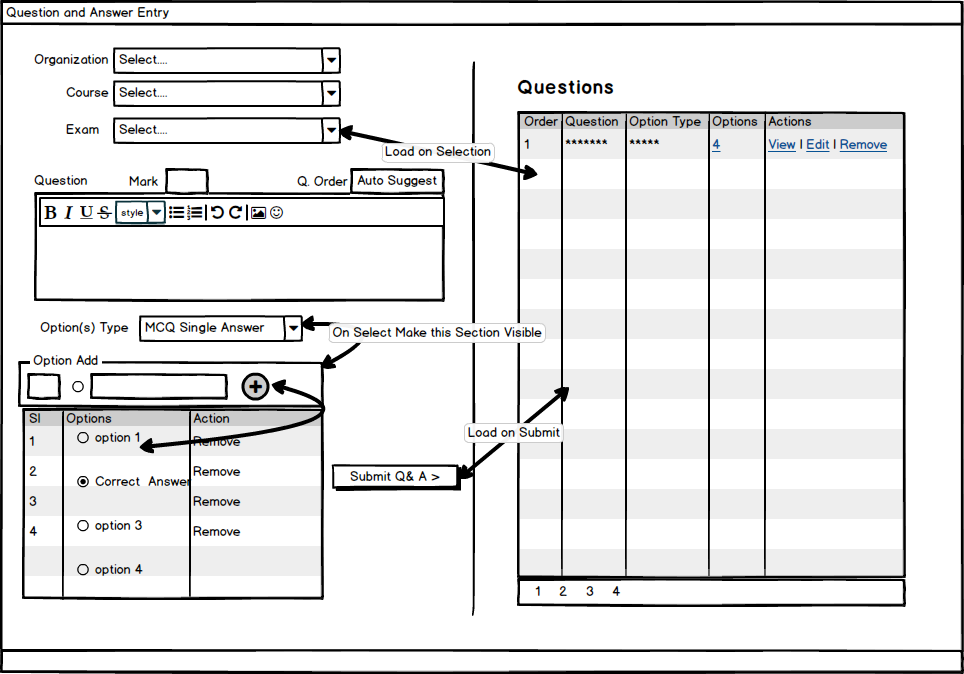 Question and Answer Entry
Organization Select....
Course Select....
Exam Select....
Load on Selection
Question Mark Q. Order Auto Suggest
B I U S style
Option(s) Type MCQ Single Answer
On Select Make this Section Visible
Option Add
Sl Options Action
1 option 1 Remove
2 Correct Answer Remove
3 option 3 Remove
4 option 4 Remove
Submit Q& A >
Load on Submit
Questions
Order Question Option Type Options Actions
1 ******* ***** 4 View | Edit | Remove
1 2 3 4